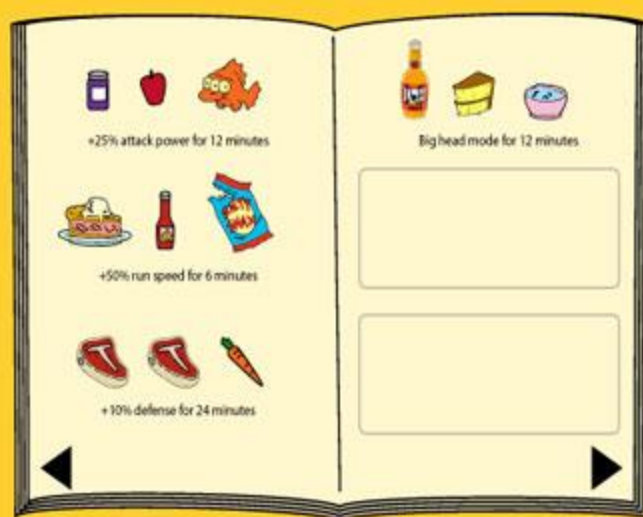 +25% attack power for 12 minutes
+50% run speed for 6 minutes
+10% defense for 24 minutes
Big head mode for 12 minutes